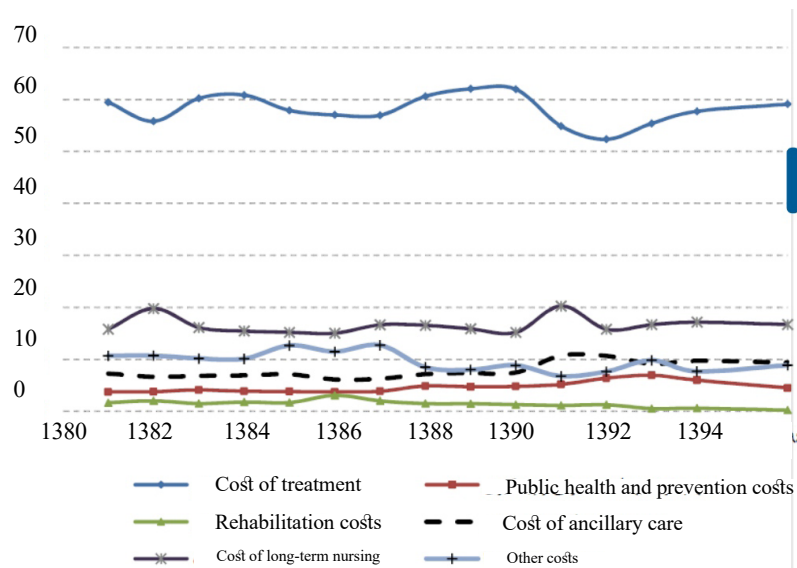 70
60
50
40
30
20
10
0
1380 1382 1384 1386 1388 1390 1392 1394
Cost of treatment Public health and prevention costs
Rehabilitation costs Cost of ancillary care
Cost of long-term nursing Other costs